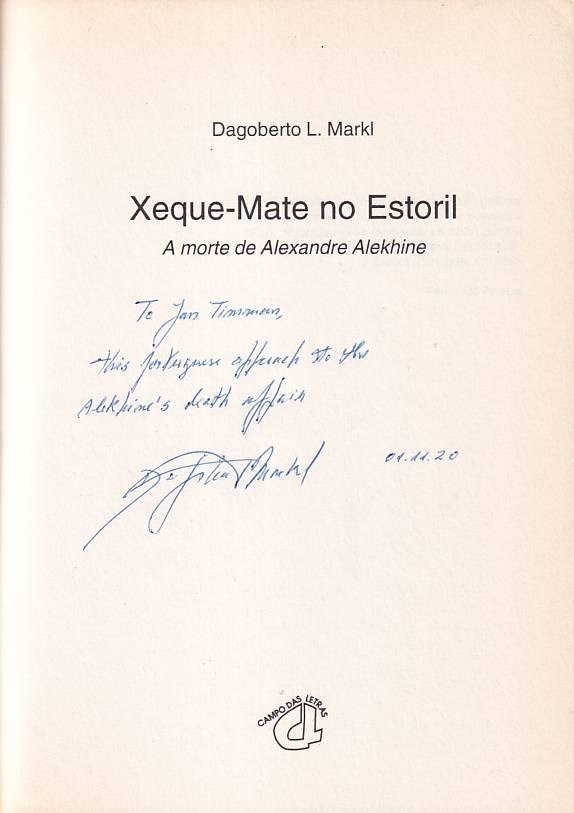 Dagoberto L. Markl
Xeque-Mate no Estoril
A morte de Alexandre Alekhine
To Jan Timman,
this portuguese approach to the
Alekhine's death affair
Markl
01.11.20
CAMPO DAS LETRAS